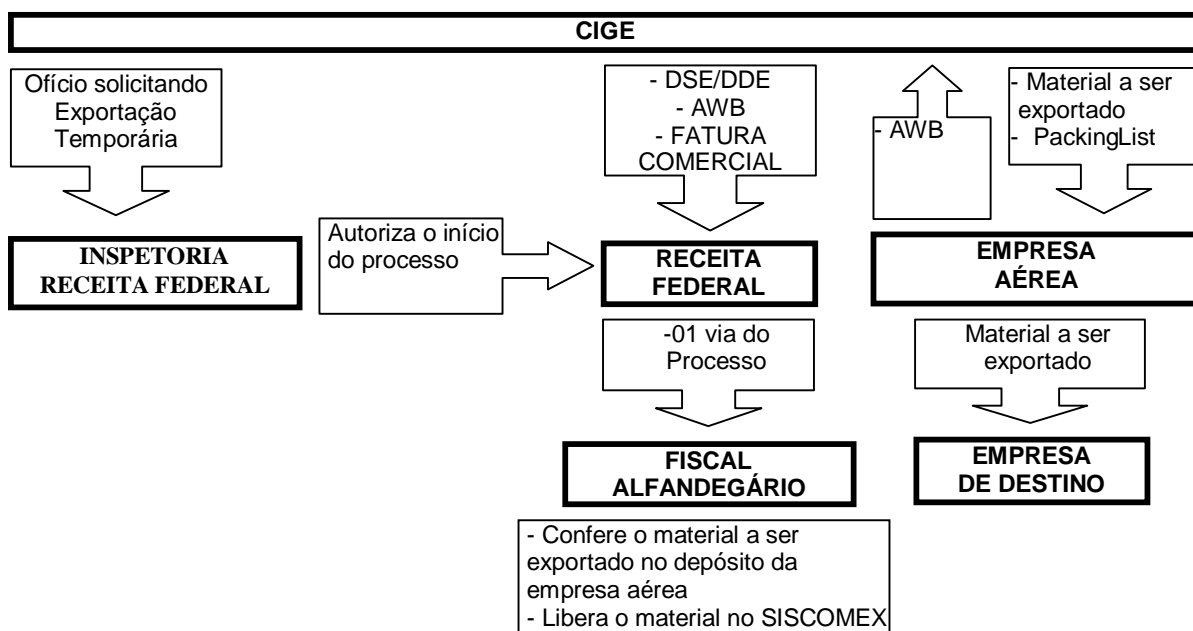 CIGE
Ofício solicitando
Exportação
Temporária
- DSE/DDE
- AWB
- FATURA
COMERCIAL
- AWB
- Material a ser
exportado
- PackingList
INSPETORIA
RECEITA FEDERAL
Autoriza o início
do processo
RECEITA
FEDERAL
EMPRESA
AÉREA
-01 via do
Processo
Material a ser
exportado
FISCAL
ALFANDEGÁRIO
EMPRESA
DE DESTINO
- Confere o material a ser
exportado no depósito da
empresa aérea
- Libera o material no SISCOMEX